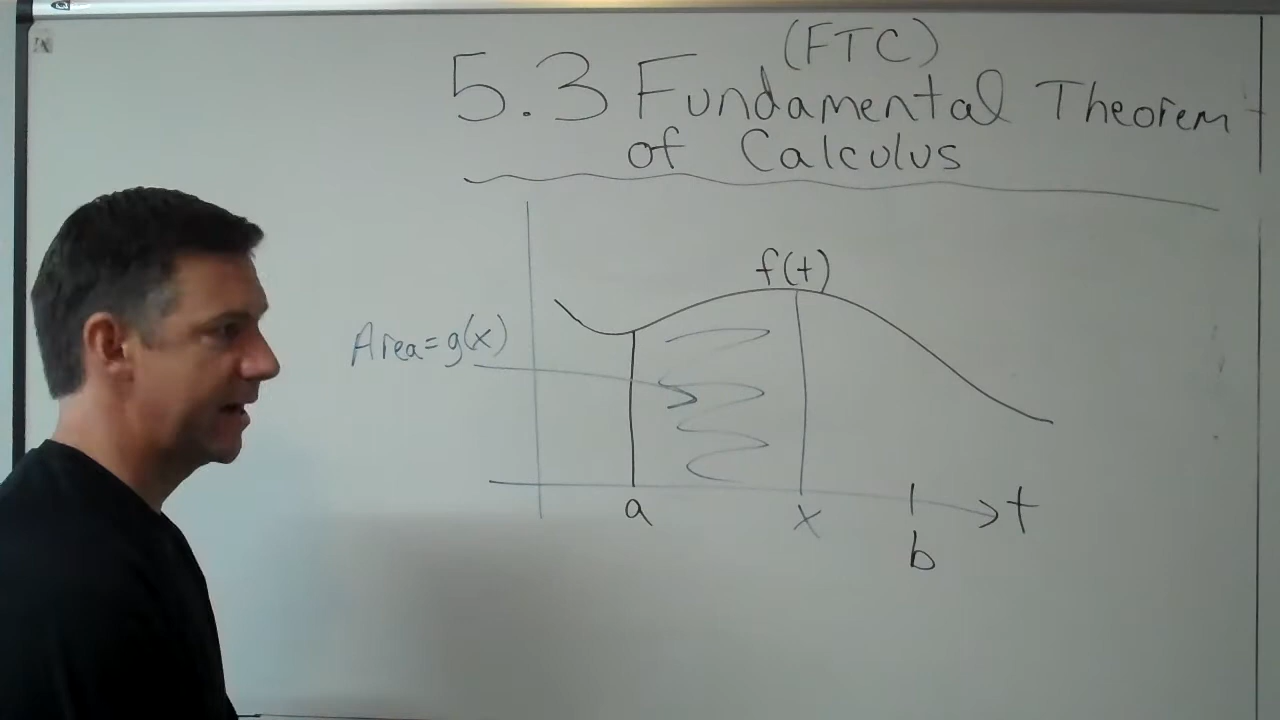 (FTC)
5.3 Fundamental Theorem
of Calculus
f(t)
Area=g(x)
a
x
t
b